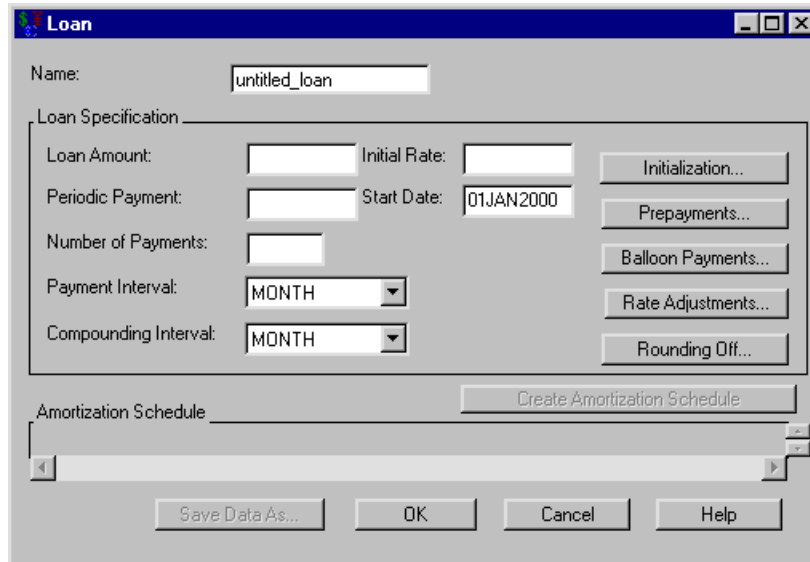 Loan
Name: untitled_loan
Loan Specification
Loan Amount: Initial Rate:
Initialization...
Periodic Payment: Start Date: 01JAN2000
Prepayments...
Number of Payments:
Balloon Payments...
Payment Interval: MONTH
Rate Adjustments...
Compounding Interval: MONTH
Rounding Off...
Create Amortization Schedule
Amortization Schedule
Save Data As... OK Cancel Help